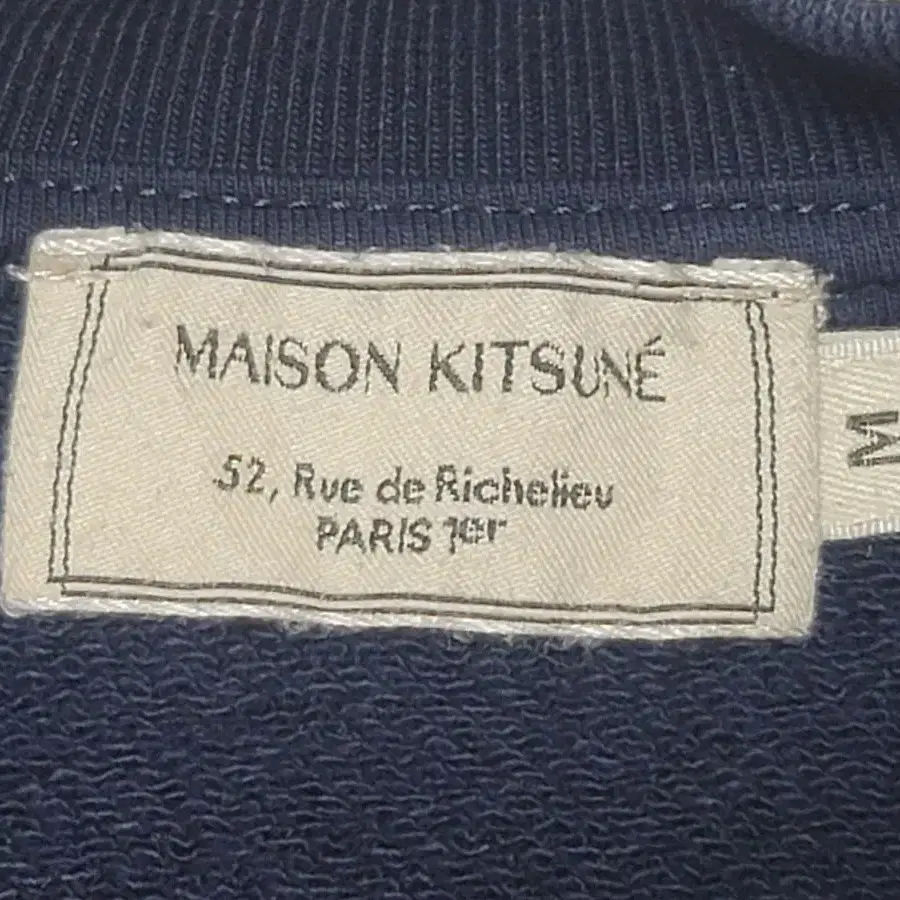 MAISON KITSUNÉ
52, Rue de Richelieu
PARIS 1er
M